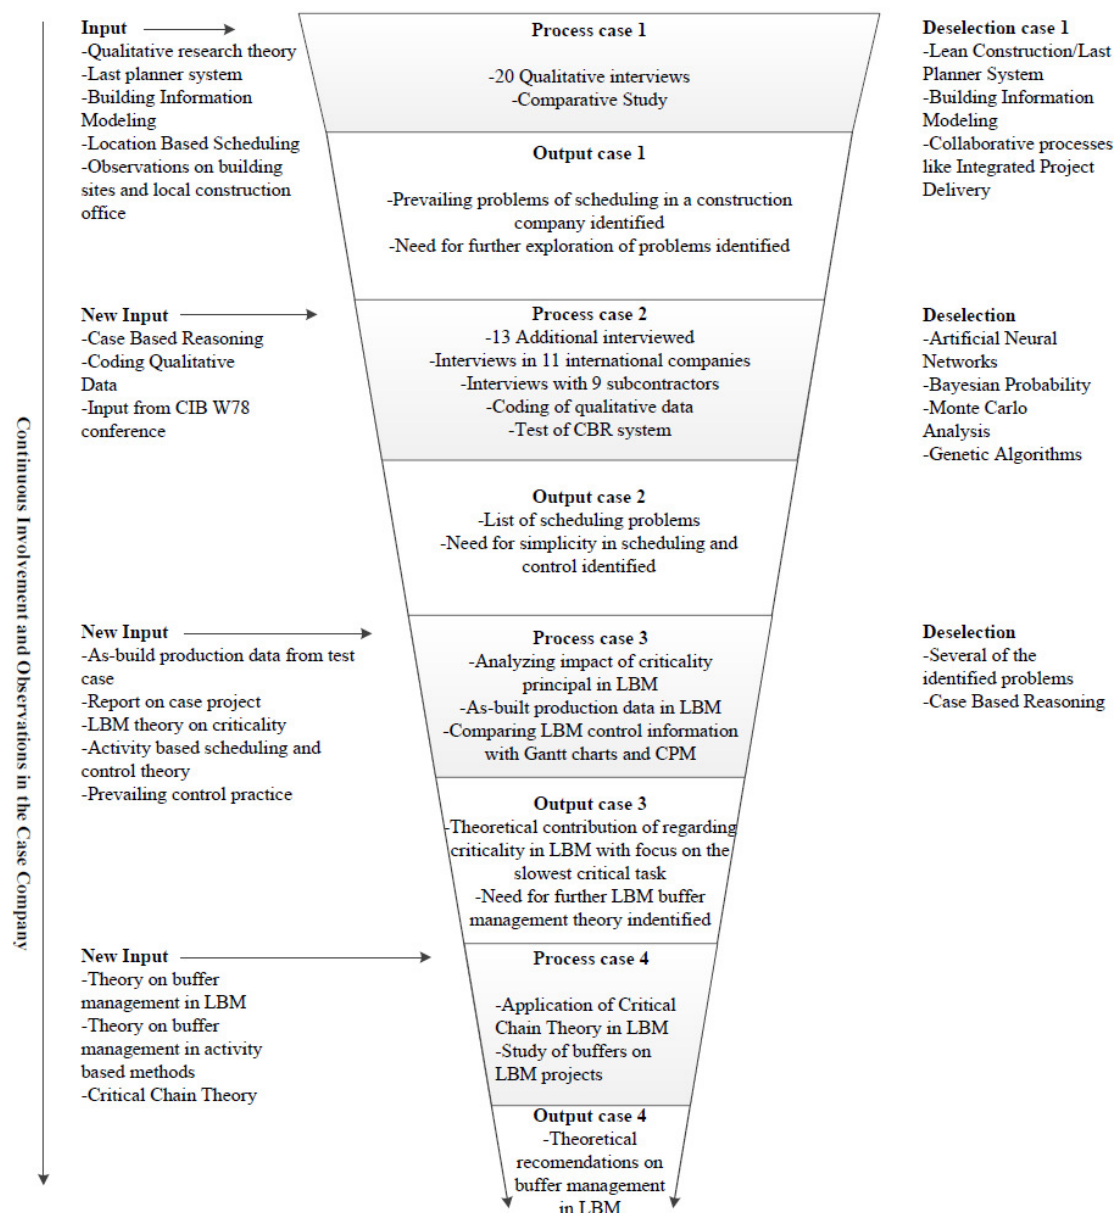 Input
-Qualitative research theory
-Last planner system
-Building Information
Modeling
-Location Based Scheduling
-Observations on building
sites and local construction
office
Process case 1
-20 Qualitative interviews
-Comparative Study
Deselection case 1
-Lean Construction/Last
Planner System
-Building Information
Modeling
-Collaborative processes
like Integrated Project
Delivery
Output case 1
-Prevailing problems of scheduling in a construction
company identified
-Need for further exploration of problems identified
New Input
-Case Based Reasoning
-Coding Qualitative
Data
-Input from CIB W78
conference
Process case 2
-13 Additional interviewed
-Interviews in 11 international companies
-Interviews with 9 subcontractors
-Coding of qualitative data
-Test of CBR system
Deselection
-Artificial Neural
Networks
-Bayesian Probability
-Monte Carlo
Analysis
-Genetic Algorithms
Output case 2
-List of scheduling problems
-Need for simplicity in scheduling and
control identified
New Input
-As-build production data from test
case
-Report on case project
-LBM theory on criticality
-Activity based scheduling and
control theory
-Prevailing control practice
Process case 3
-Analyzing impact of criticality
principal in LBM
-As-built production data in LBM
-Comparing LBM control information
with Gantt charts and CPM
Deselection
-Several of the
identified problems
-Case Based Reasoning
Output case 3
-Theoretical contribution of regarding
criticality in LBM with focus on the
slowest critical task
-Need for further LBM buffer
management theory indentified
New Input
-Theory on buffer
management in LBM
-Theory on buffer
management in activity
based methods
-Critical Chain Theory
Process case 4
-Application of Critical
Chain Theory in LBM
-Study of buffers on
LBM projects
Output case 4
-Theoretical
recomendations on
buffer management
in LBM
Continuous Involvement and Observations in the Case Company